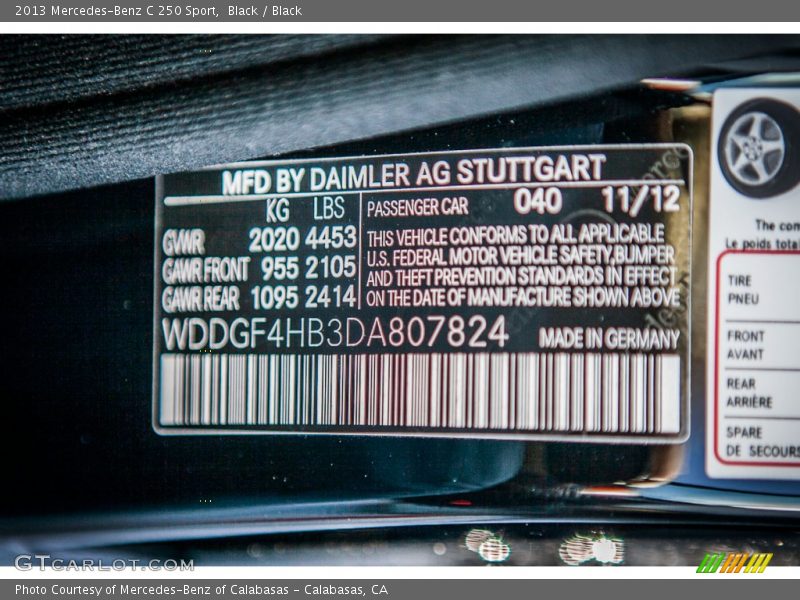 2013 Mercedes-Benz C 250 Sport,  Black / Black
MFD BY DAIMLER AG STUTTGART
KG LBS PASSENGER CAR 040 11/12
GVWR 2020 4453
GAWR FRONT 955 2105
GAWR REAR 1095 2414
THIS VEHICLE CONFORMS TO ALL APPLICABLE
U.S. FEDERAL MOTOR VEHICLE SAFETY,BUMPER
AND THEFT PREVENTION STANDARDS IN EFFECT
ON THE DATE OF MANUFACTURE SHOWN ABOVE
WDDGF4HB3DA807824 MADE IN GERMANY
The com
Le poids total
TIRE
PNEU
FRONT
AVANT
REAR
ARRIÈRE
SPARE
DE SECOURS
GTCARLOT.COM
Photo Courtesy of Mercedes-Benz of Calabasas - Calabasas, CA